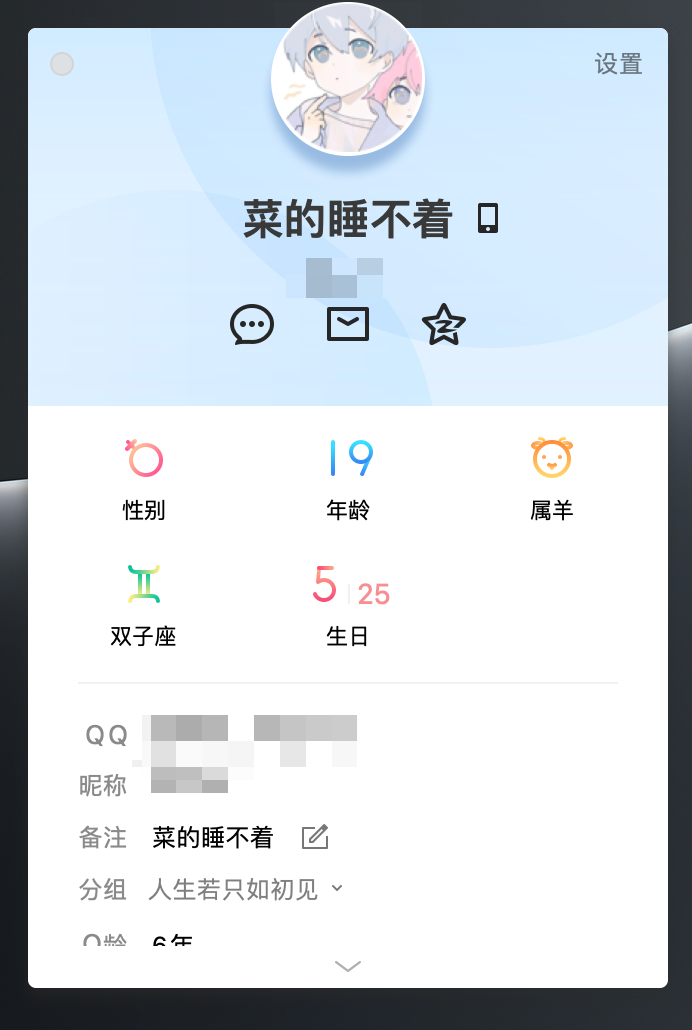 设置
菜的睡不着
19
性别
年龄
属羊
5 25
双子座
生日
QQ
昵称
备注 菜的睡不着
分组 人生若只如初见
Q龄 6年